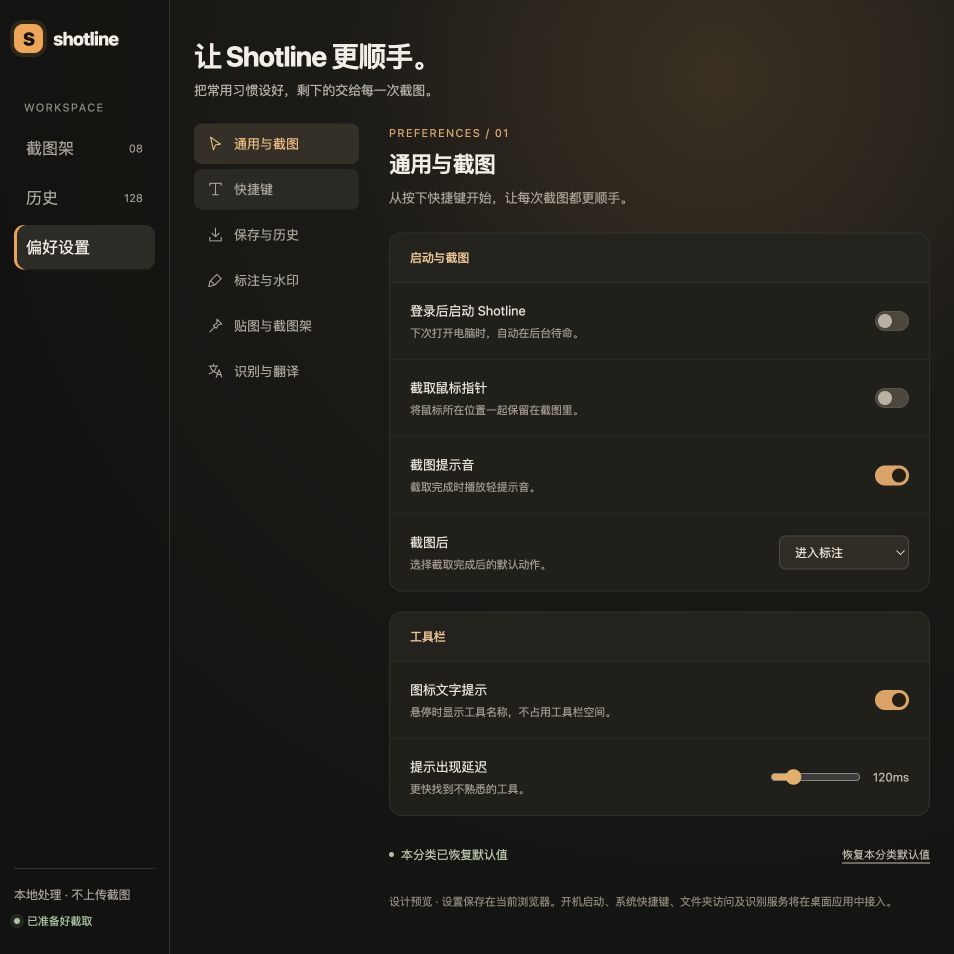 S shotline
WORKSPACE
截图架 08
历史 128
偏好设置
本地处理 · 不上传截图
已准备好截取
让 Shotline 更顺手。
把常用习惯设好，剩下的交给每一次截图。
通用与截图
快捷键
保存与历史
标注与水印
贴图与截图架
识别与翻译
PREFERENCES / 01
通用与截图
从按下快捷键开始，让每次截图都更顺手。
启动与截图
登录后启动 Shotline
下次打开电脑时，自动在后台待命。
截取鼠标指针
将鼠标所在位置一起保留在截图里。
截图提示音
截取完成时播放轻提示音。
截图后
选择截取完成后的默认动作。
进入标注
工具栏
图标文字提示
悬停时显示工具名称，不占用工具栏空间。
提示出现延迟
更快找到不熟悉的工具。
120ms
本分类已恢复默认值
恢复本分类默认值
设计预览 · 设置保存在当前浏览器。开机启动、系统快捷键、文件夹访问及识别服务将在桌面应用中接入。